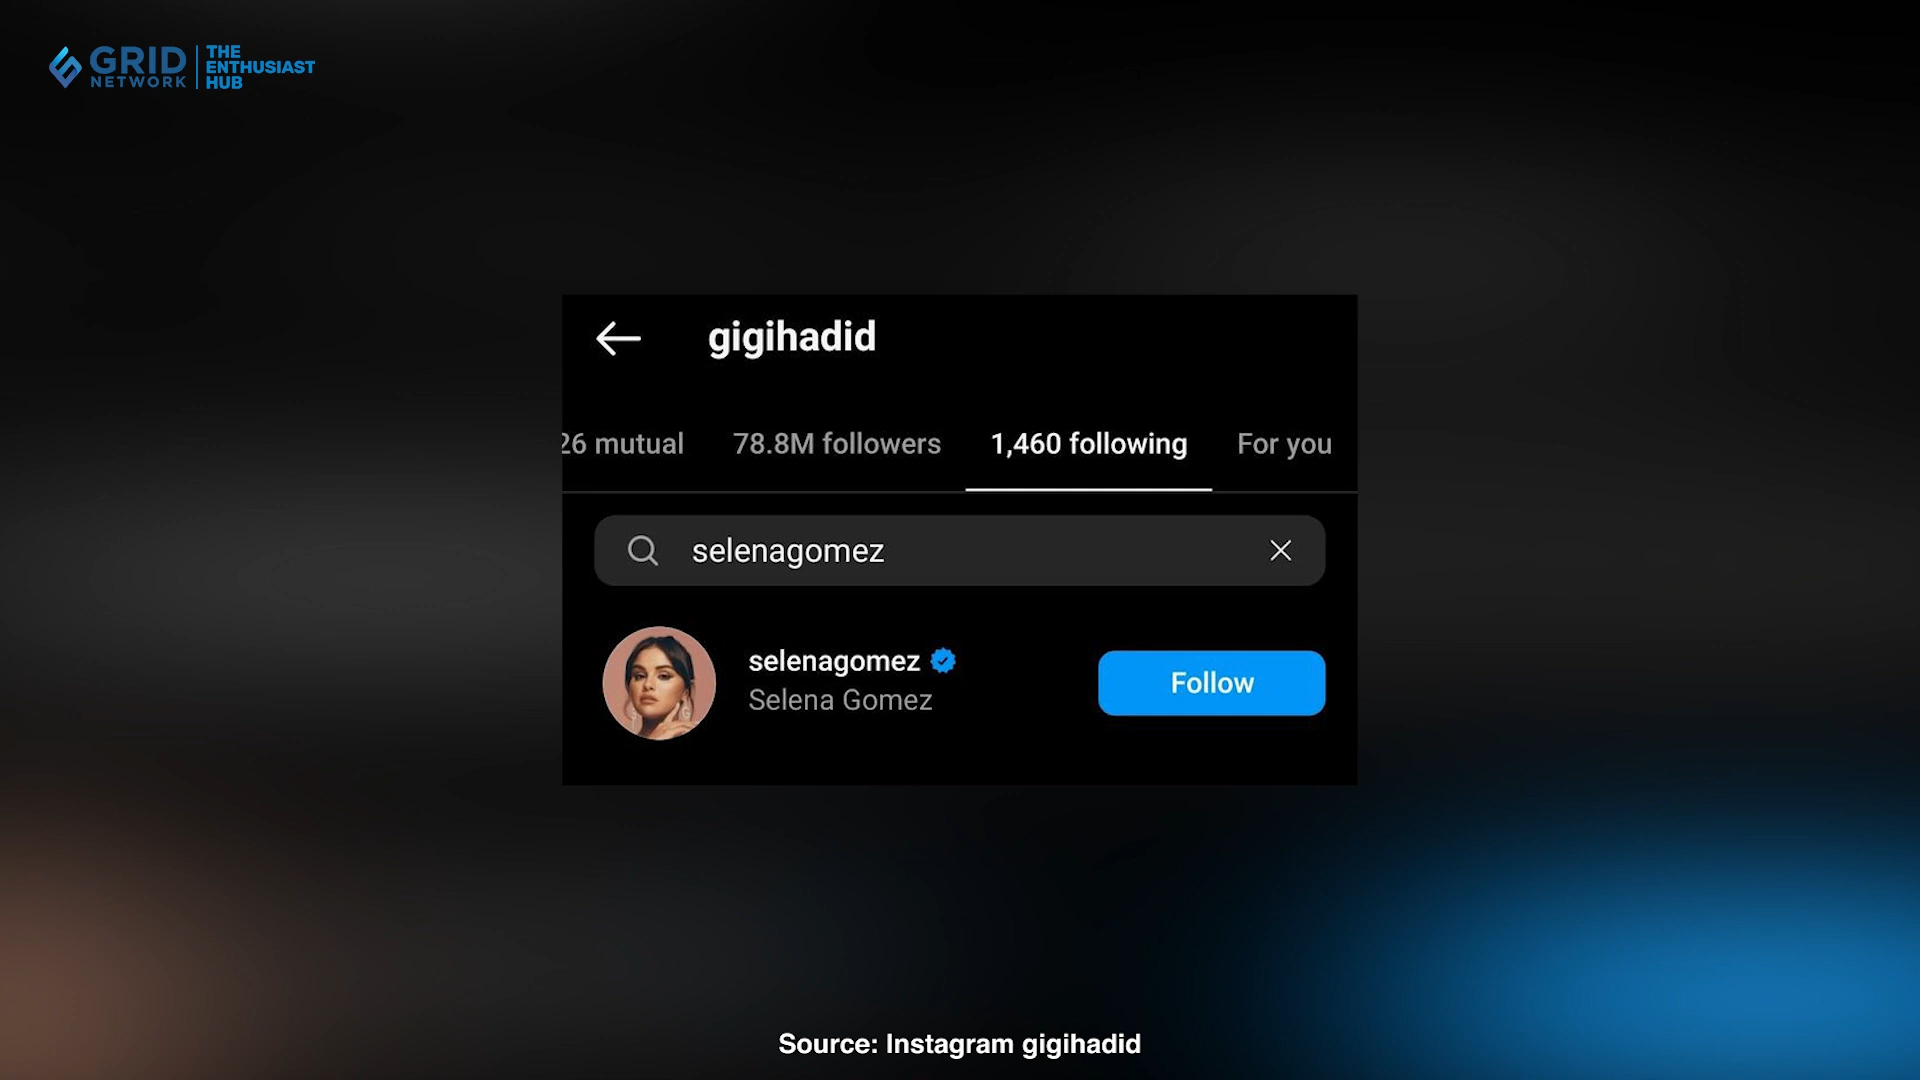 GRID NETWORK
THE ENTHUSIAST HUB
gigihadid
26 mutual 78.8M followers 1,460 following For you
selenagomez
selenagomez
Selena Gomez
Follow
Source: Instagram gigihadid